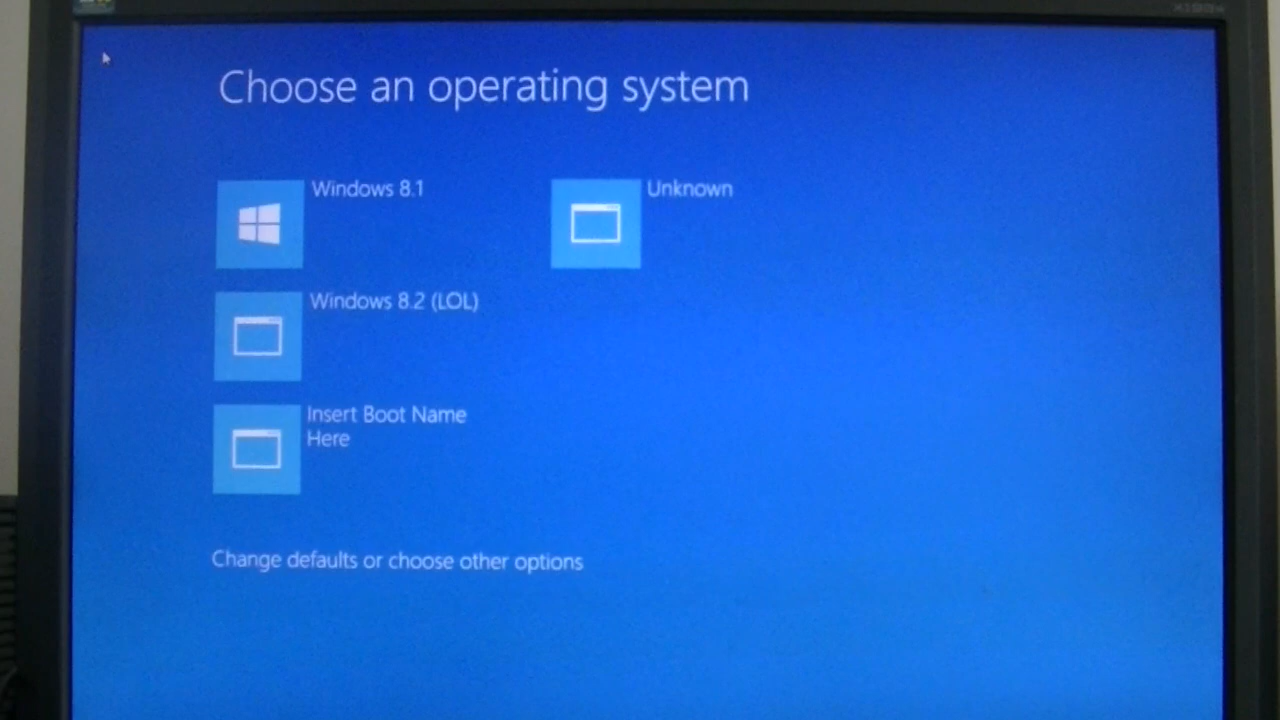 Choose an operating system
Windows 8.1
Unknown
Windows 8.2 (LOL)
Insert Boot Name
Here
Change defaults or choose other options